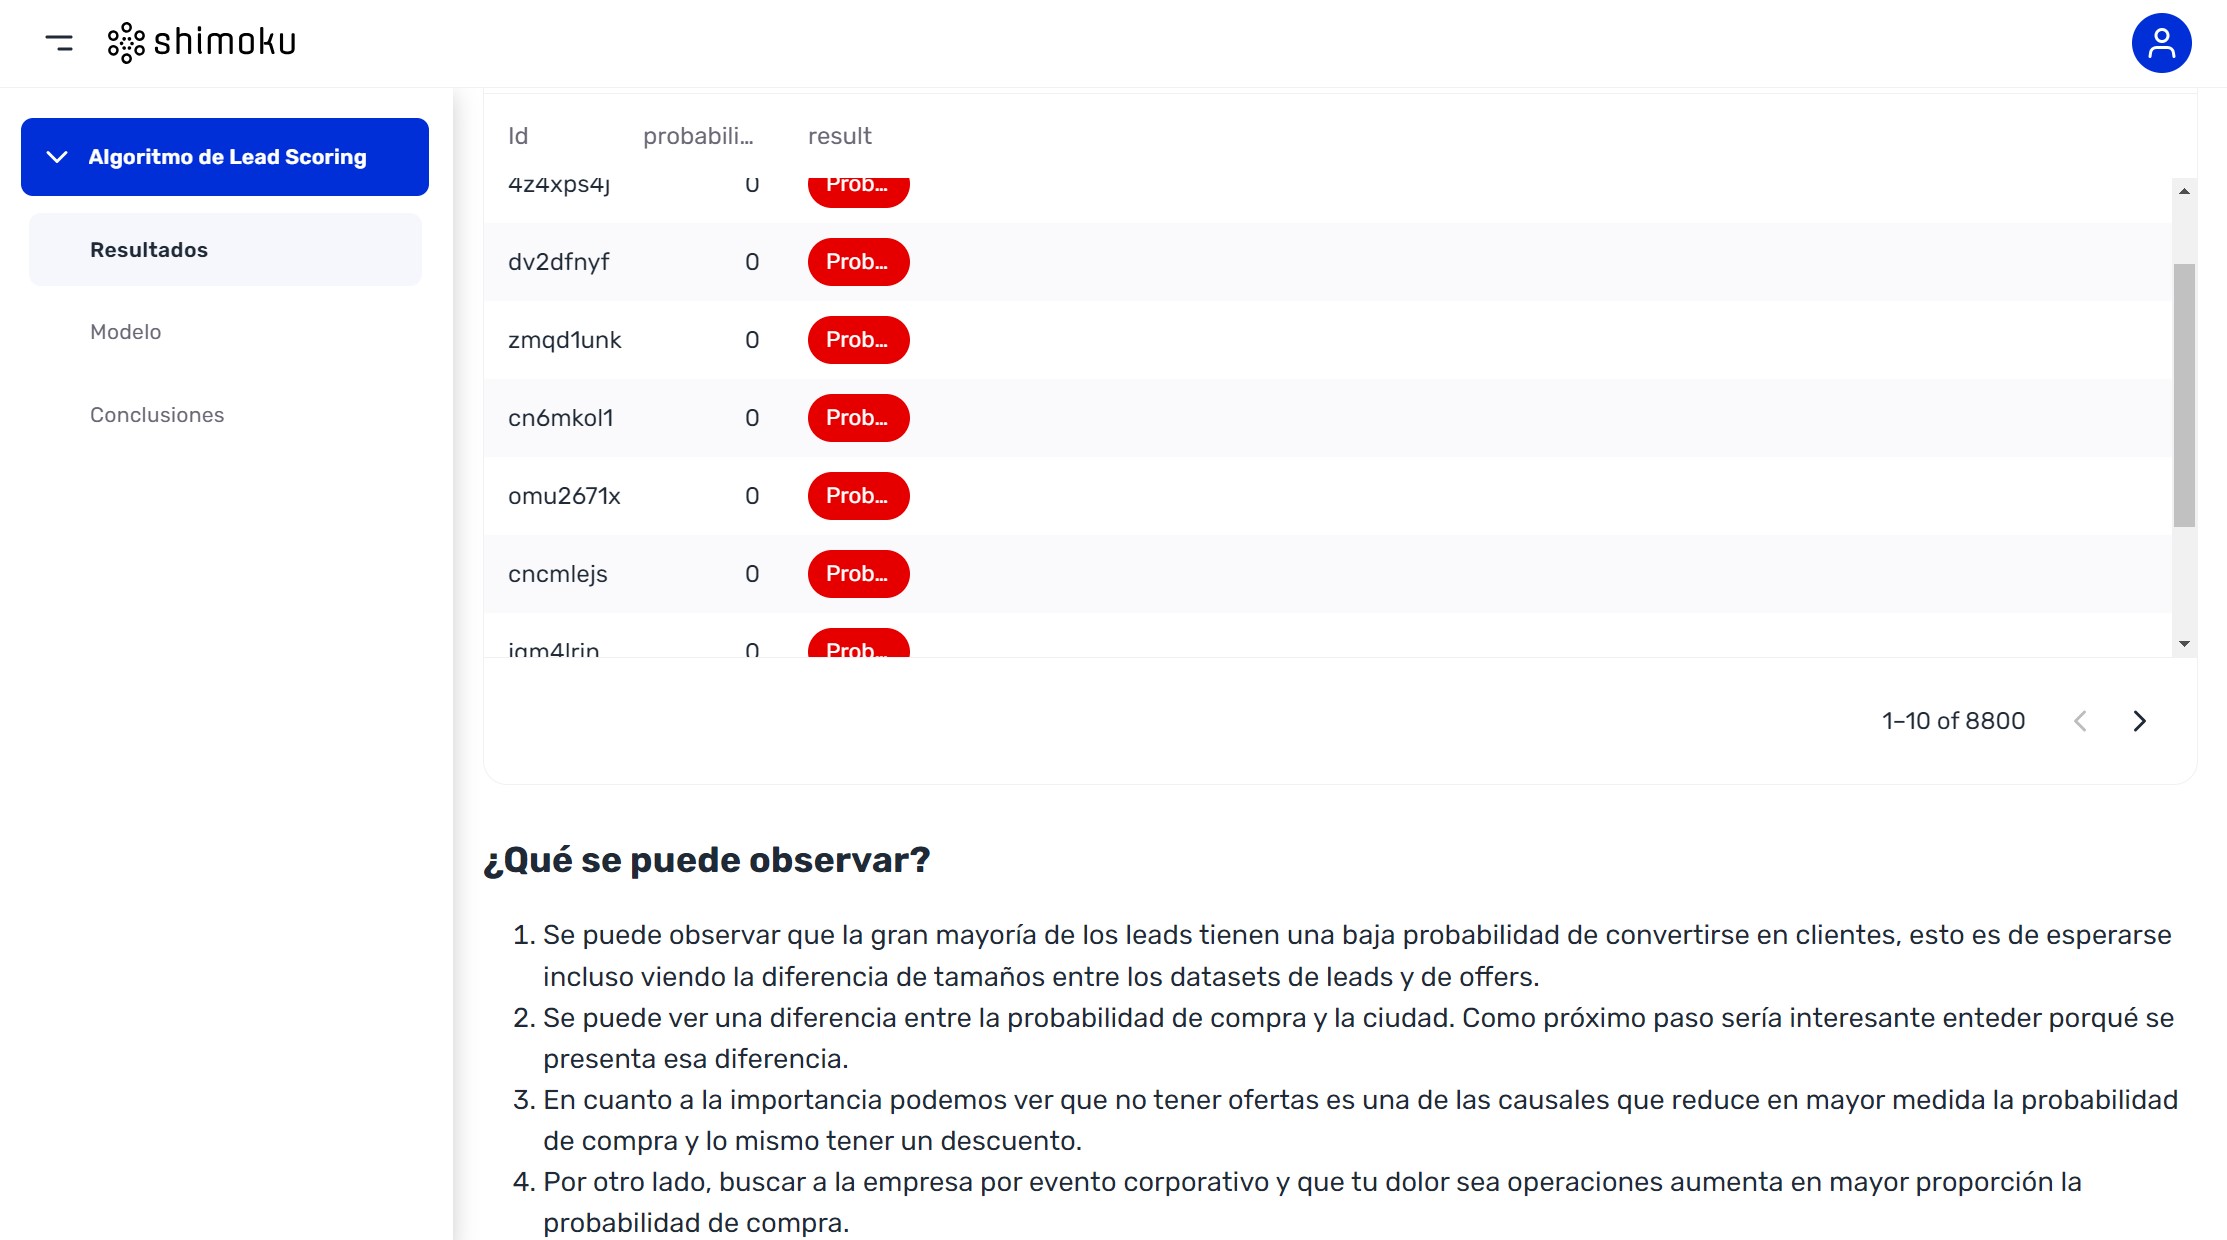 shimoku
Algoritmo de Lead Scoring
Resultados
Modelo
Conclusiones
Id probabili... result
4z4xps4j 0 Prob...
dv2dfnyf 0 Prob...
zmqd1unk 0 Prob...
cn6mkol1 0 Prob...
omu2671x 0 Prob...
cncmlejs 0 Prob...
0 Prob...
1–10 of 8800
¿Qué se puede observar?
1. Se puede observar que la gran mayoría de los leads tienen una baja probabilidad de convertirse en clientes, esto es de esperarse
incluso viendo la diferencia de tamaños entre los datasets de leads y de offers.
2. Se puede ver una diferencia entre la probabilidad de compra y la ciudad. Como próximo paso sería interesante enteder porqué se
presenta esa diferencia.
3. En cuanto a la importancia podemos ver que no tener ofertas es una de las causales que reduce en mayor medida la probabilidad
de compra y lo mismo tener un descuento.
4. Por otro lado, buscar a la empresa por evento corporativo y que tu dolor sea operaciones aumenta en mayor proporción la
probabilidad de compra.